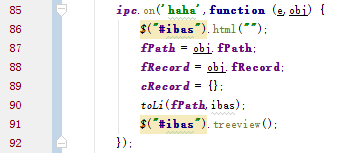 85 ipc.on('haha',function (e,obj) {
86 $("#ibas").html("");
87 fPath = obj.fPath;
88 fRecord = obj.fRecord;
89 cRecord = {};
90 toLi(fPath,ibas);
91 $("#ibas").treeview();
92 });